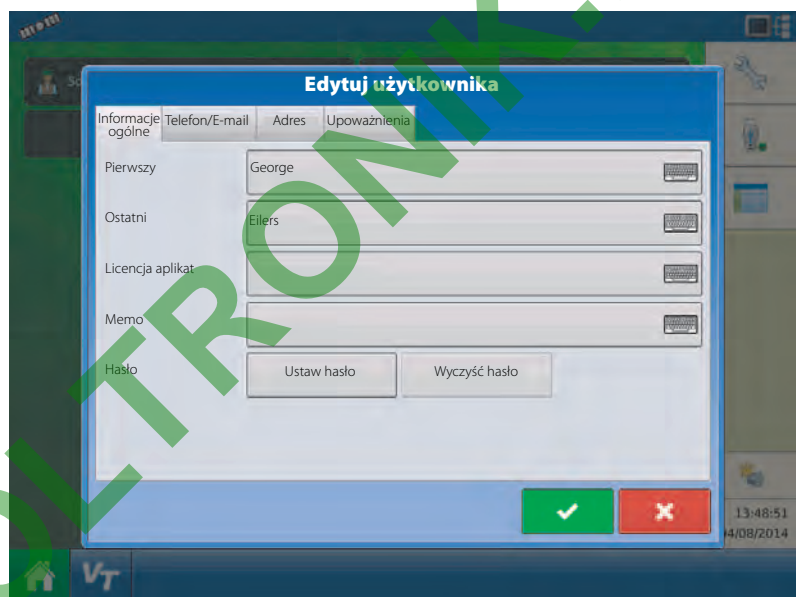 Edytuj użytkownika
Informacje ogólne
Telefon/E-mail
Adres
Upoważnienia
Pierwszy
George
Ostatni
Eilers
Licencja aplikat
Memo
Hasło
Ustaw hasło
Wyczyść hasło
13:48:51
04/08/2014
VT
OLTRONIK.